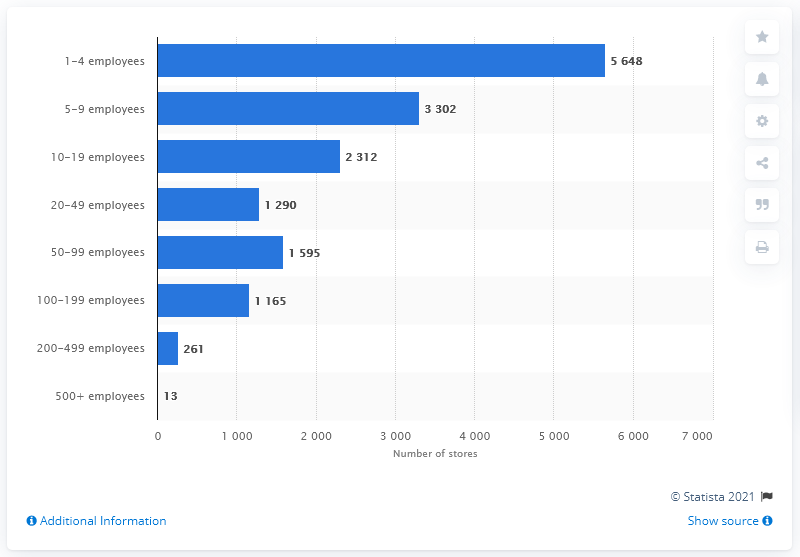 1–4 employees 5 648
5–9 employees 3 302
10–19 employees 2 312
20–49 employees 1 290
50–99 employees 1 595
100–199 employees 1 165
200–499 employees 261
500+ employees 13
0 1 000 2 000 3 000 4 000 5 000 6 000 7 000
Number of stores
© Statista 2021
Additional Information Show source